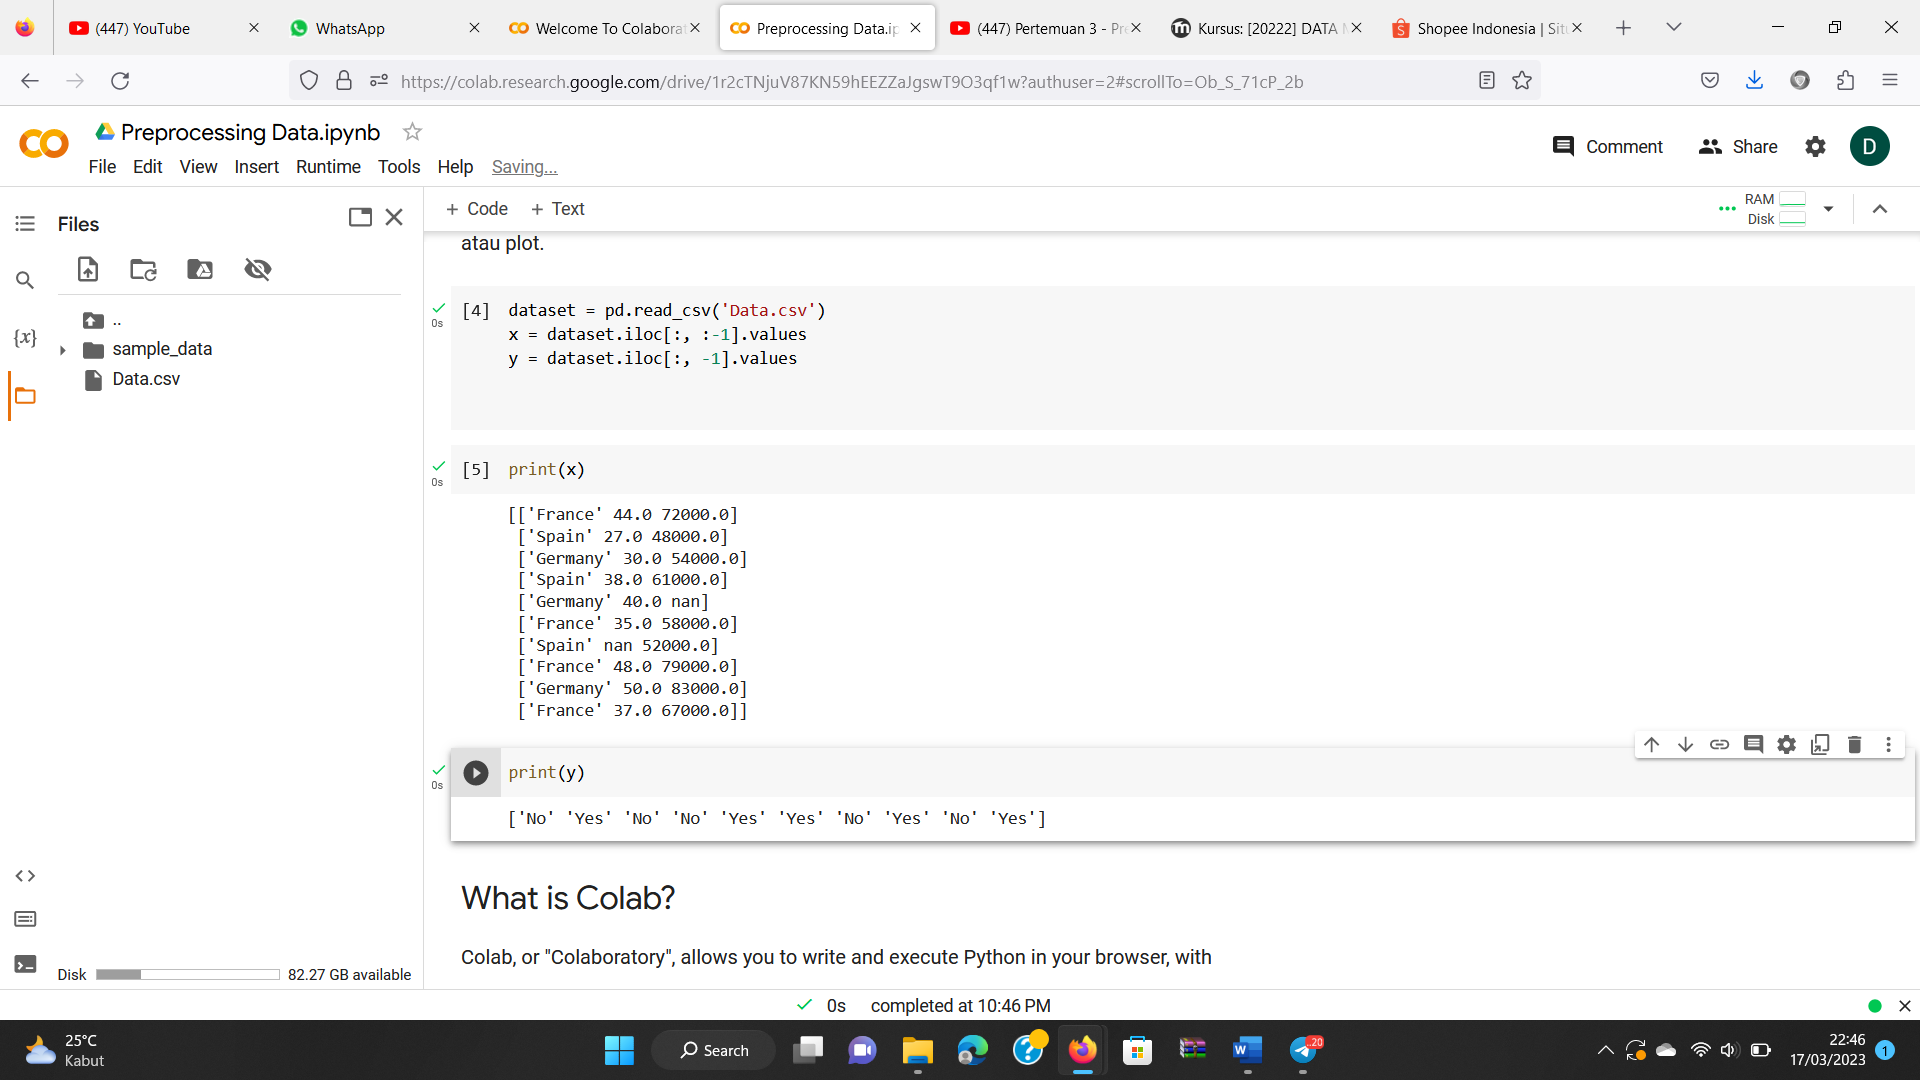 (447) YouTube
WhatsApp
Welcome To Colaborat
Preprocessing Data.ip
(447) Pertemuan 3 - Pr
Kursus: [20222] DATA M
Shopee Indonesia | Sit
https://colab.research.google.com/drive/1r2cTNjuV87KN59hEEZZaJgswT9O3qf1w?authuser=2#scrollTo=Ob_S_71cP_2b
Preprocessing Data.ipynb
Comment
Share
D
File Edit View Insert Runtime Tools Help Saving...
Files
+ Code + Text
RAM
Disk
atau plot.
..
sample_data
Data.csv
{x}
0s
[4] dataset = pd.read_csv('Data.csv')
x = dataset.iloc[:, :-1].values
y = dataset.iloc[:, -1].values
0s
[5] print(x)
[['France' 44.0 72000.0]
['Spain' 27.0 48000.0]
['Germany' 30.0 54000.0]
['Spain' 38.0 61000.0]
['Germany' 40.0 nan]
['France' 35.0 58000.0]
['Spain' nan 52000.0]
['France' 48.0 79000.0]
['Germany' 50.0 83000.0]
['France' 37.0 67000.0]]
0s
print(y)
['No' 'Yes' 'No' 'No' 'Yes' 'Yes' 'No' 'Yes' 'No' 'Yes']
What is Colab?
Colab, or "Colaboratory", allows you to write and execute Python in your browser, with
Disk 82.27 GB available
0s completed at 10:46 PM
25°C
Kabut
Search
20
22:46
17/03/2023
1